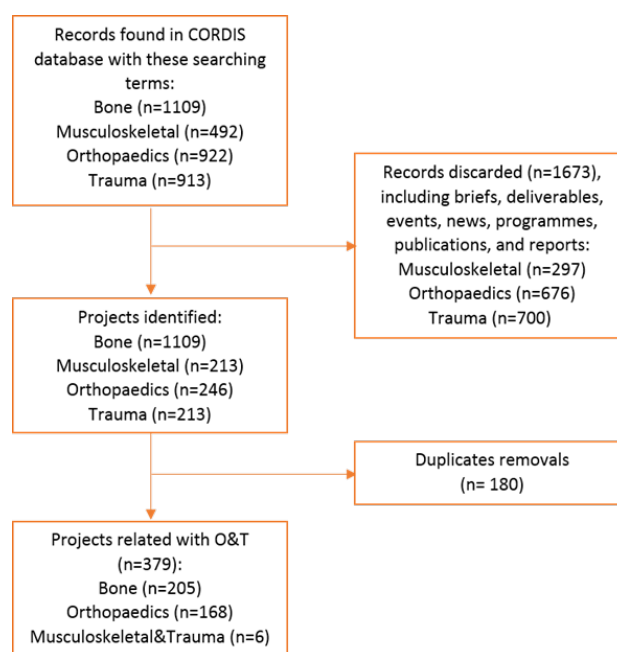 Records found in CORDIS
database with these searching
terms:
Bone (n=1109)
Musculoskeletal (n=492)
Orthopaedics (n=922)
Trauma (n=913)
Records discarded (n=1673),
including briefs, deliverables,
events, news, programmes,
publications, and reports:
Musculoskeletal (n=297)
Orthopaedics (n=676)
Trauma (n=700)
Projects identified:
Bone (n=1109)
Musculoskeletal (n=213)
Orthopaedics (n=246)
Trauma (n=213)
Duplicates removals
(n= 180)
Projects related with O&T
(n=379):
Bone (n=205)
Orthopaedics (n=168)
Musculoskeletal&Trauma (n=6)